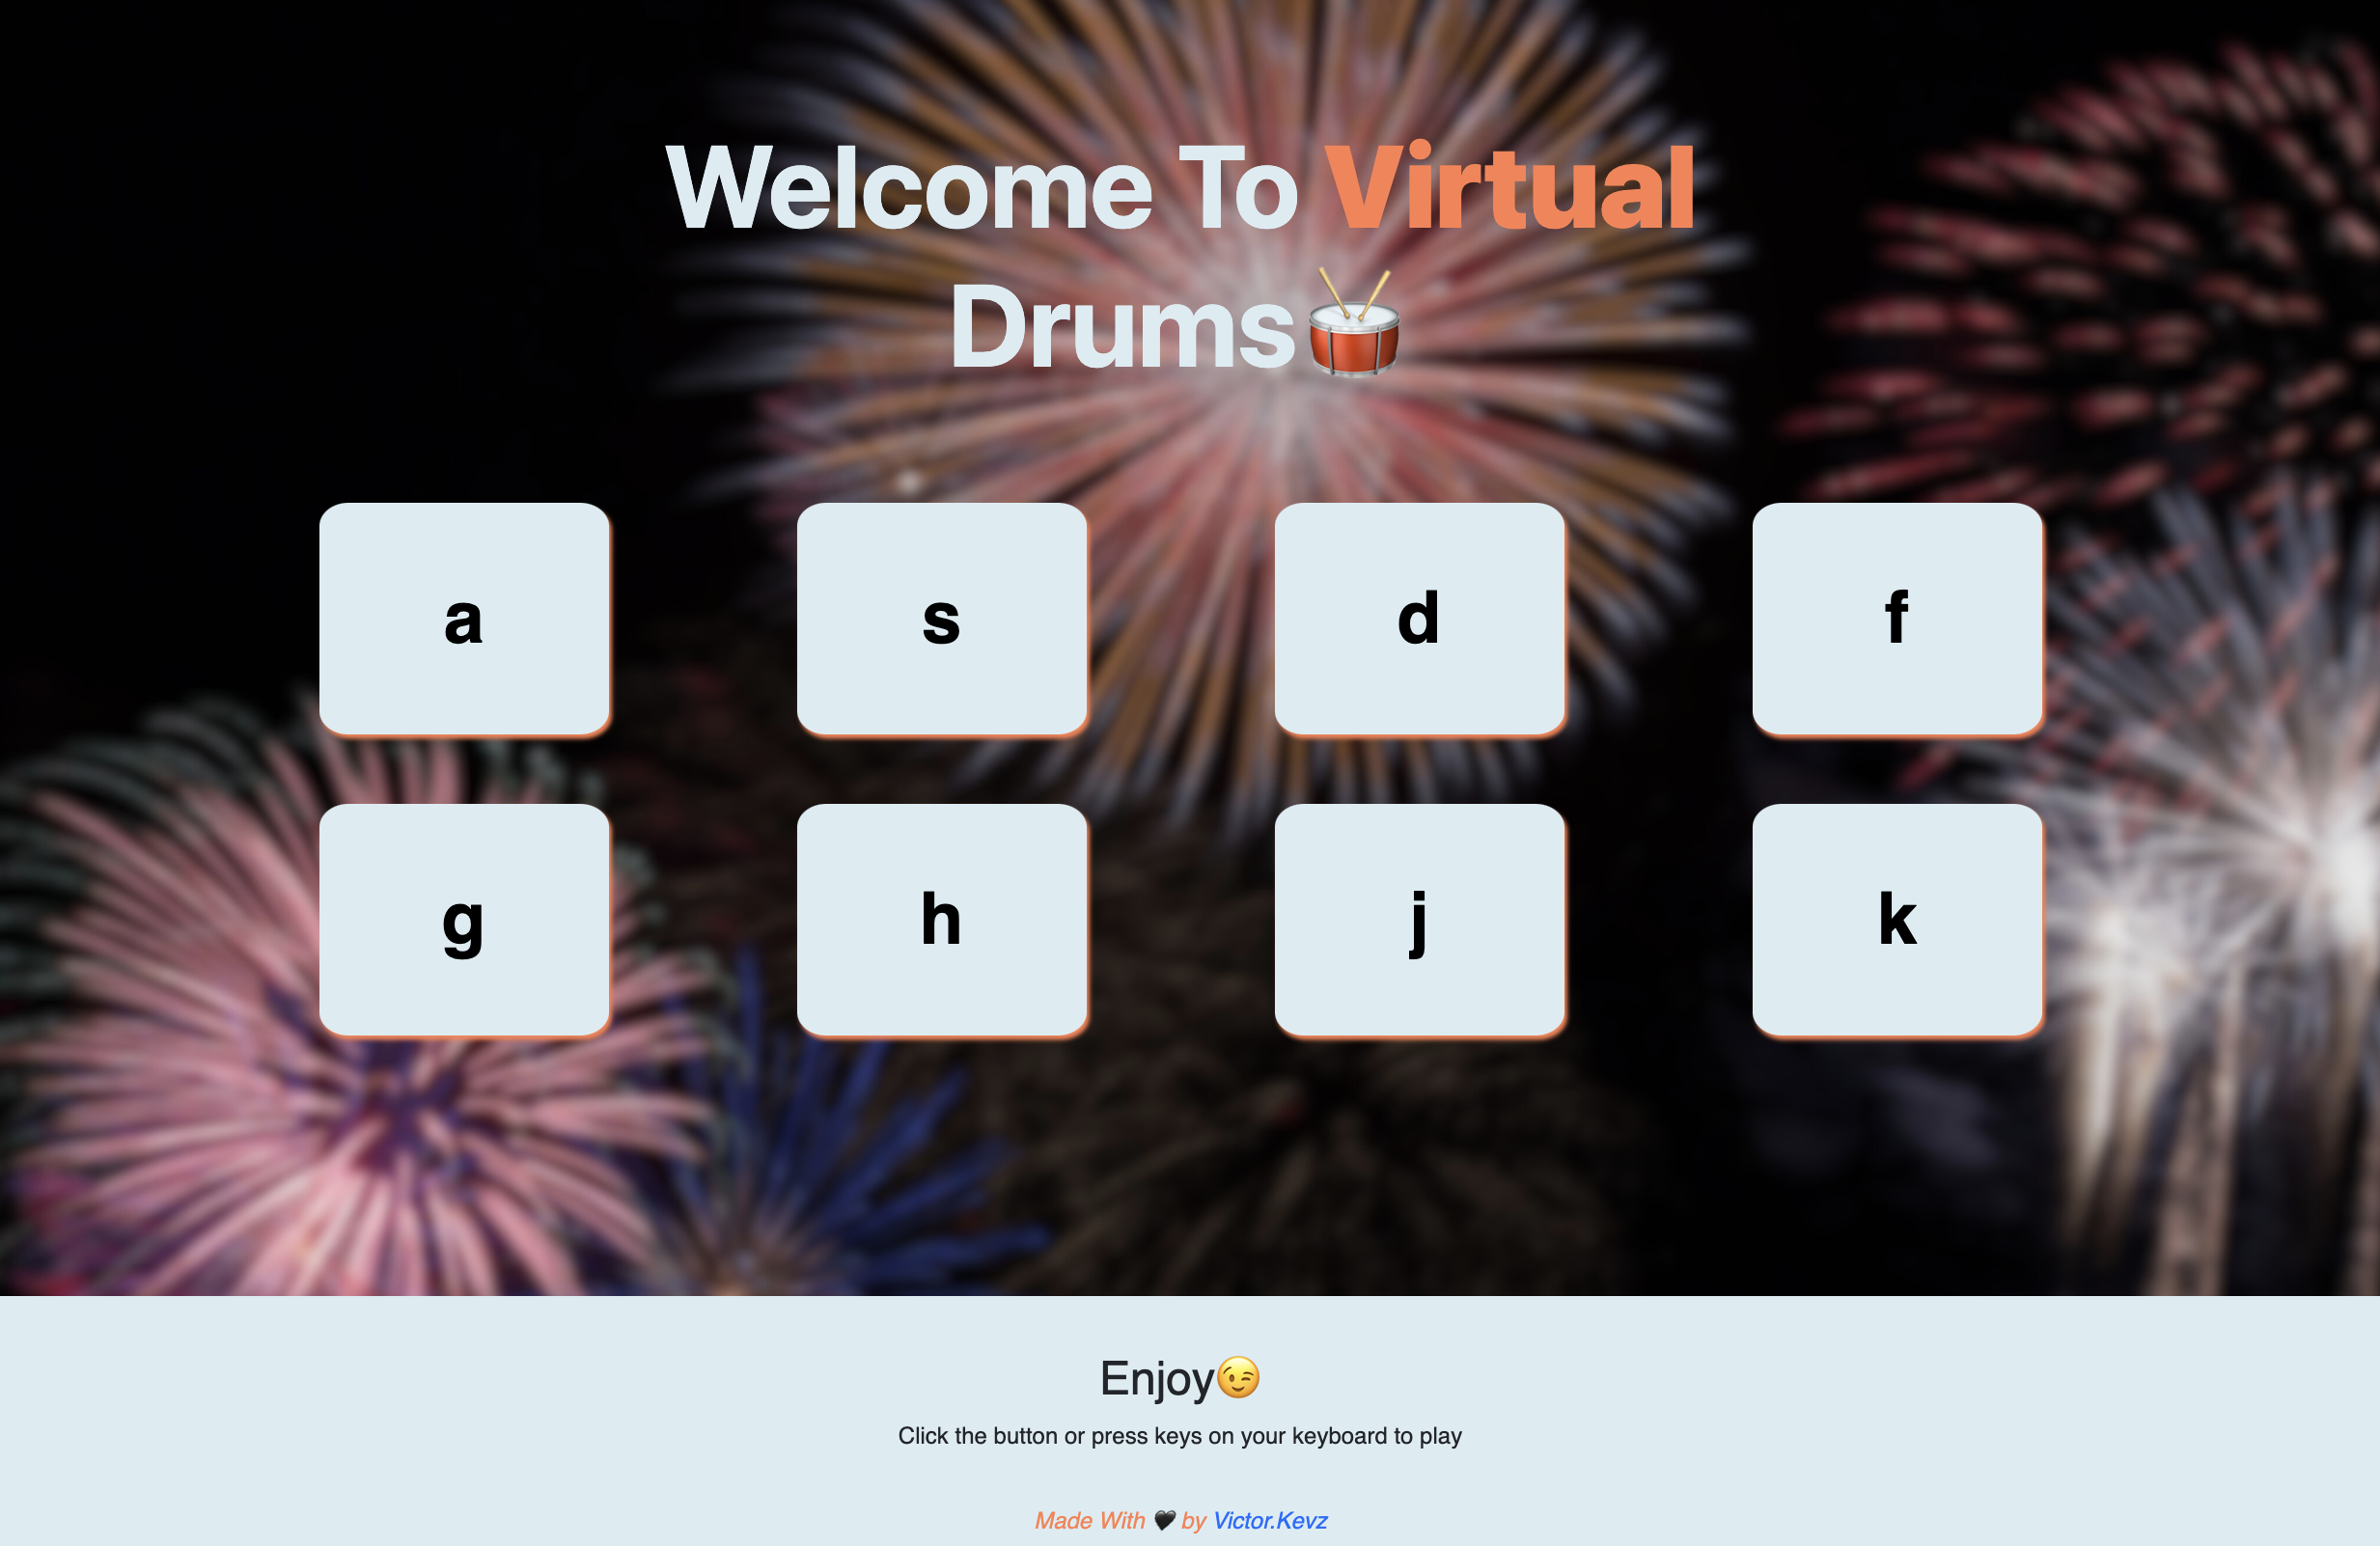 Welcome To Virtual
Drums🥁
a
s
d
f
g
h
j
k
Enjoy😉
Click the button or press keys on your keyboard to play
Made With 🖤 by Victor.Kevz